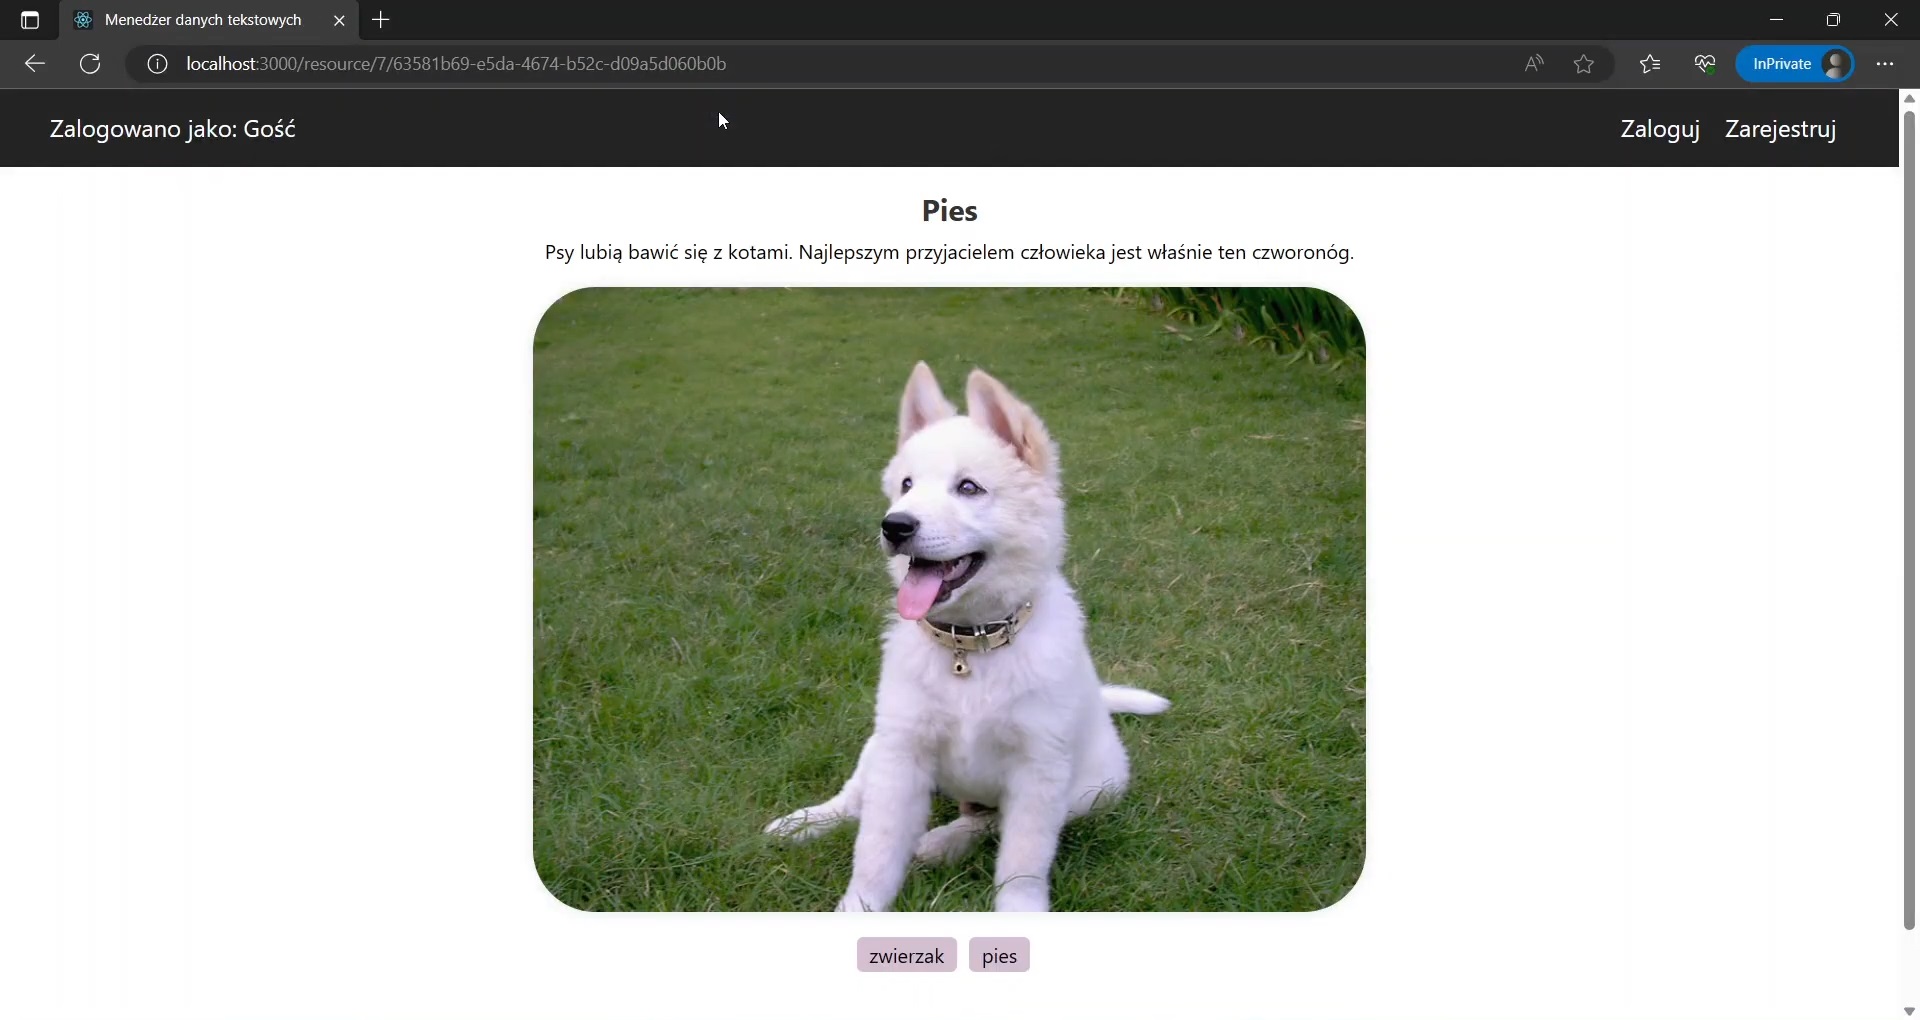 Menedżer danych tekstowych
localhost:3000/resource/7/63581b69-e5da-4674-b52c-d09a5d060b0b
InPrivate
Zalogowano jako: Gość
Zaloguj Zarejestruj
Pies
Psy lubią bawić się z kotami. Najlepszym przyjacielem człowieka jest właśnie ten czworonóg.
zwierzak pies